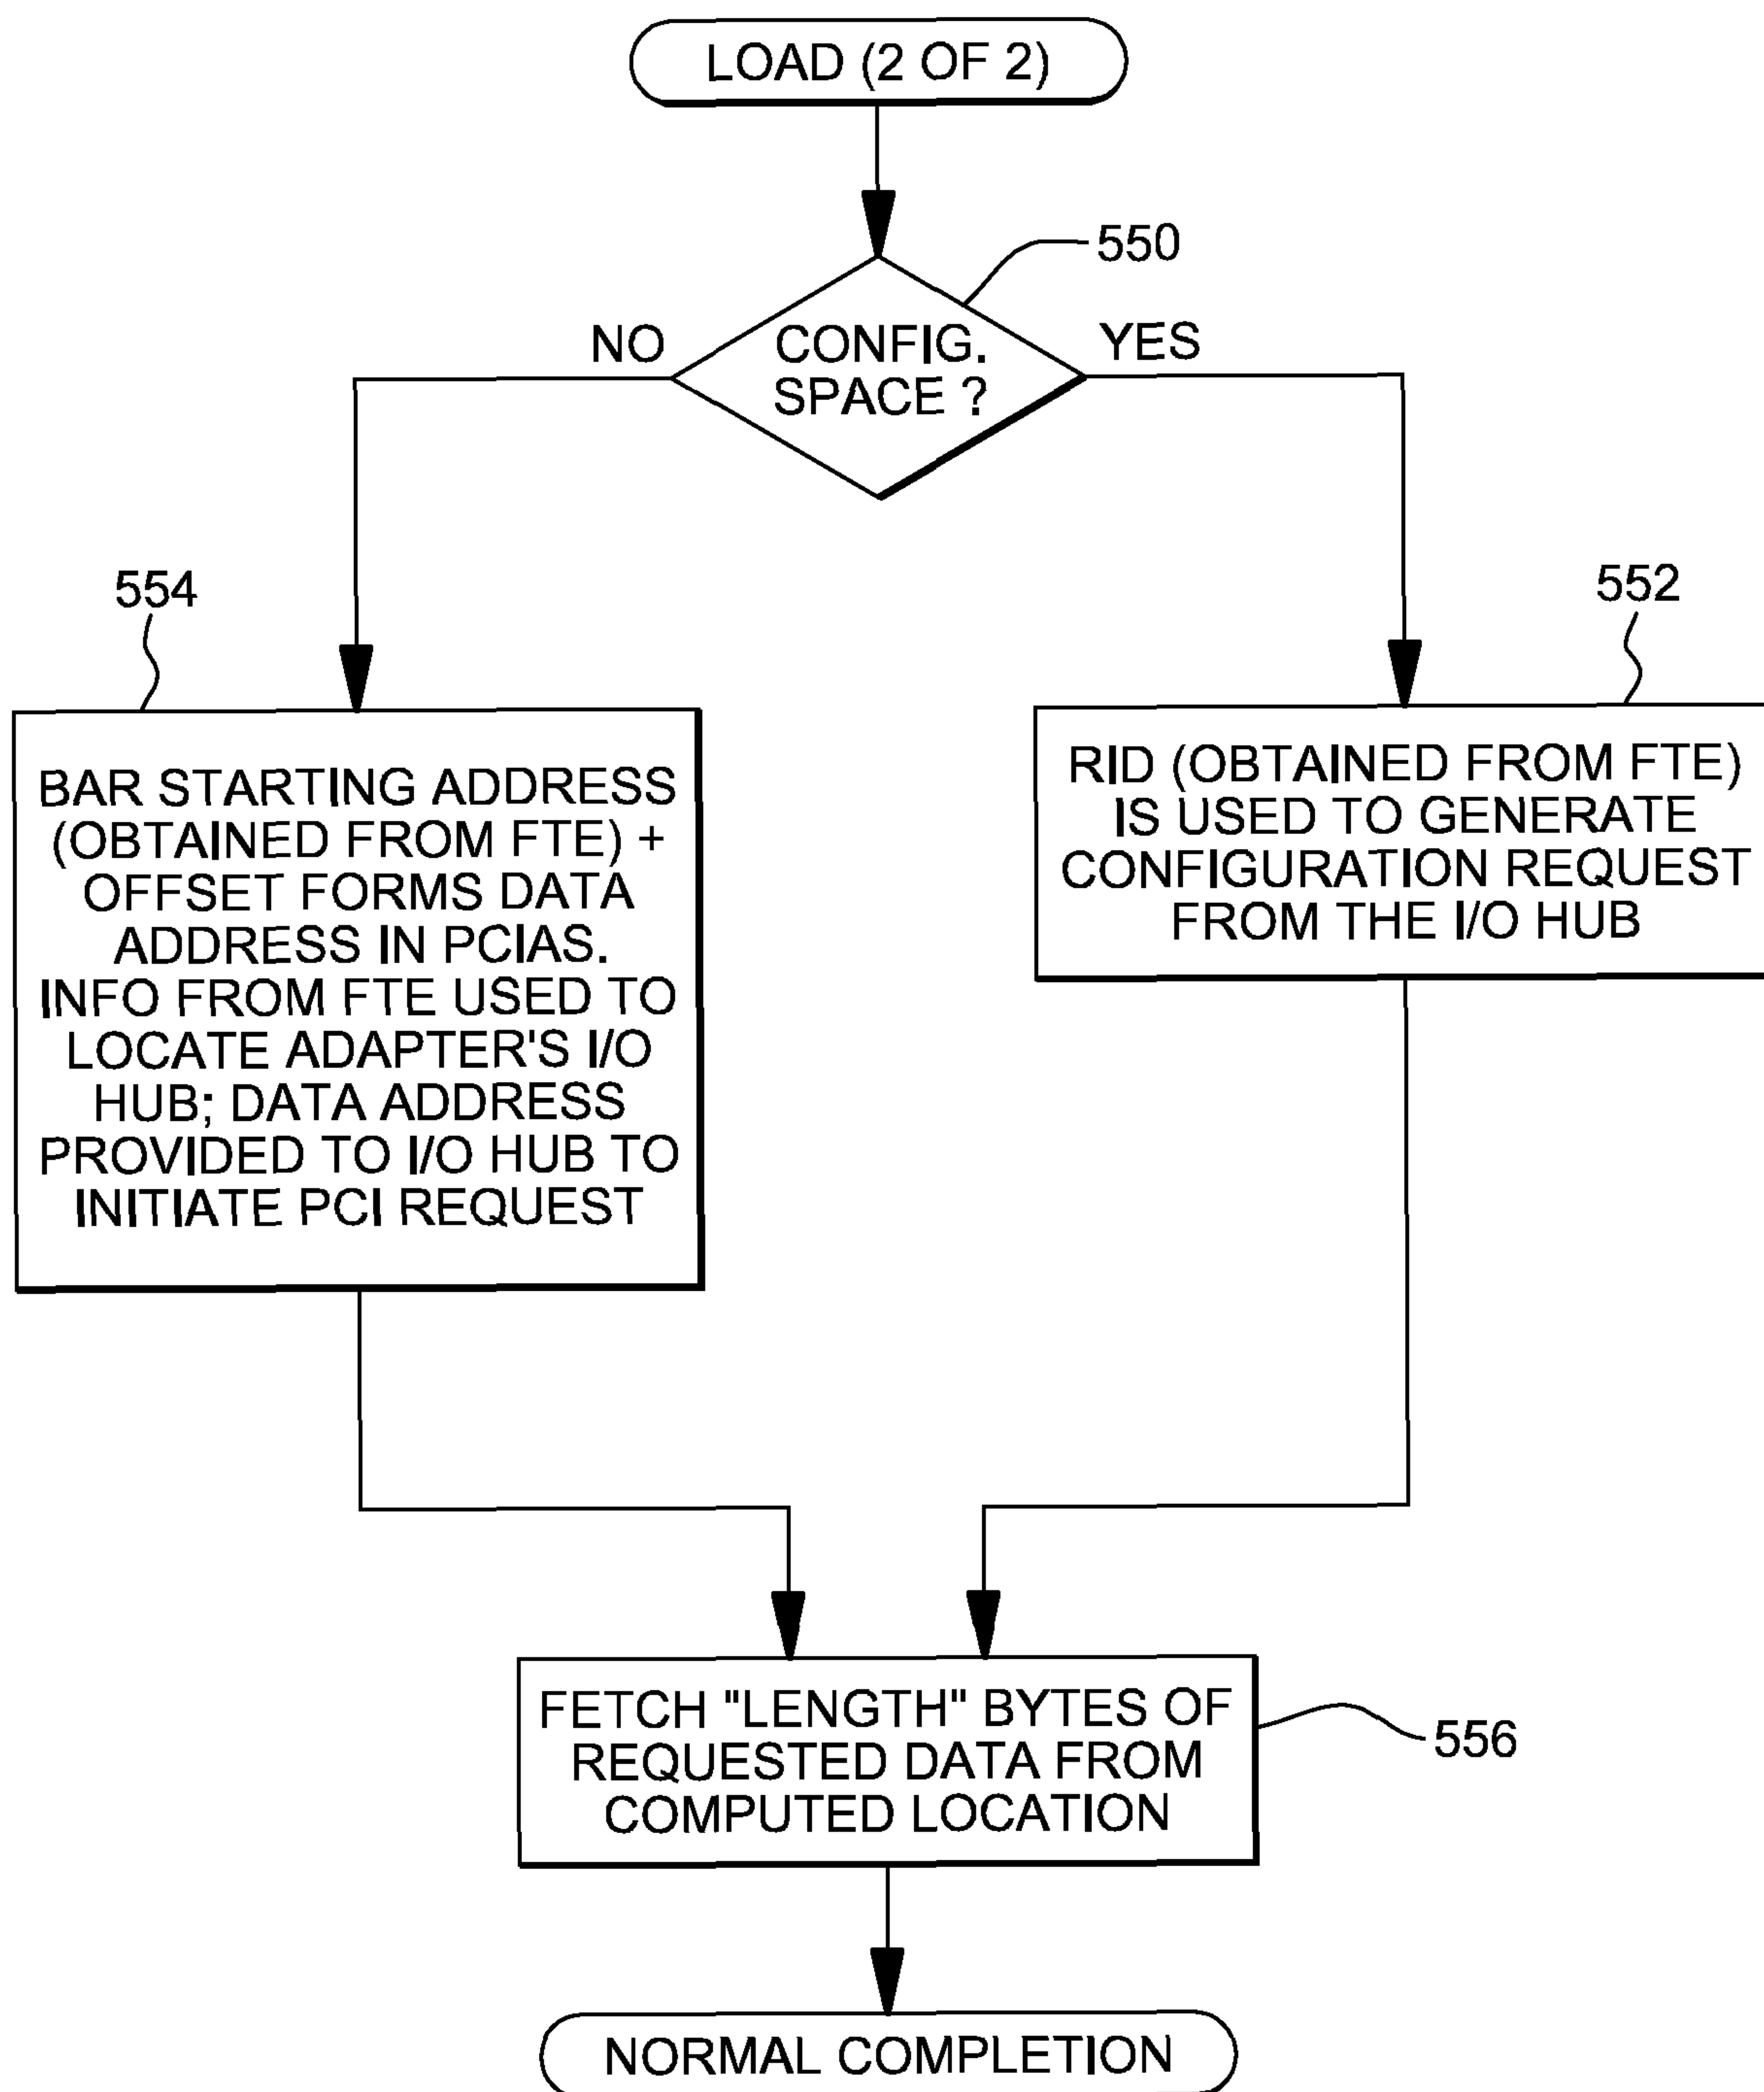 LOAD (2 OF 2)
550
NO
CONFIG.
SPACE ?
YES
554
552
BAR STARTING ADDRESS
(OBTAINED FROM FTE) +
OFFSET FORMS DATA
ADDRESS IN PCIAS.
INFO FROM FTE USED TO
LOCATE ADAPTER'S I/O
HUB; DATA ADDRESS
PROVIDED TO I/O HUB TO
INITIATE PCI REQUEST
RID (OBTAINED FROM FTE)
IS USED TO GENERATE
CONFIGURATION REQUEST
FROM THE I/O HUB
FETCH "LENGTH" BYTES OF
REQUESTED DATA FROM
COMPUTED LOCATION
556
NORMAL COMPLETION